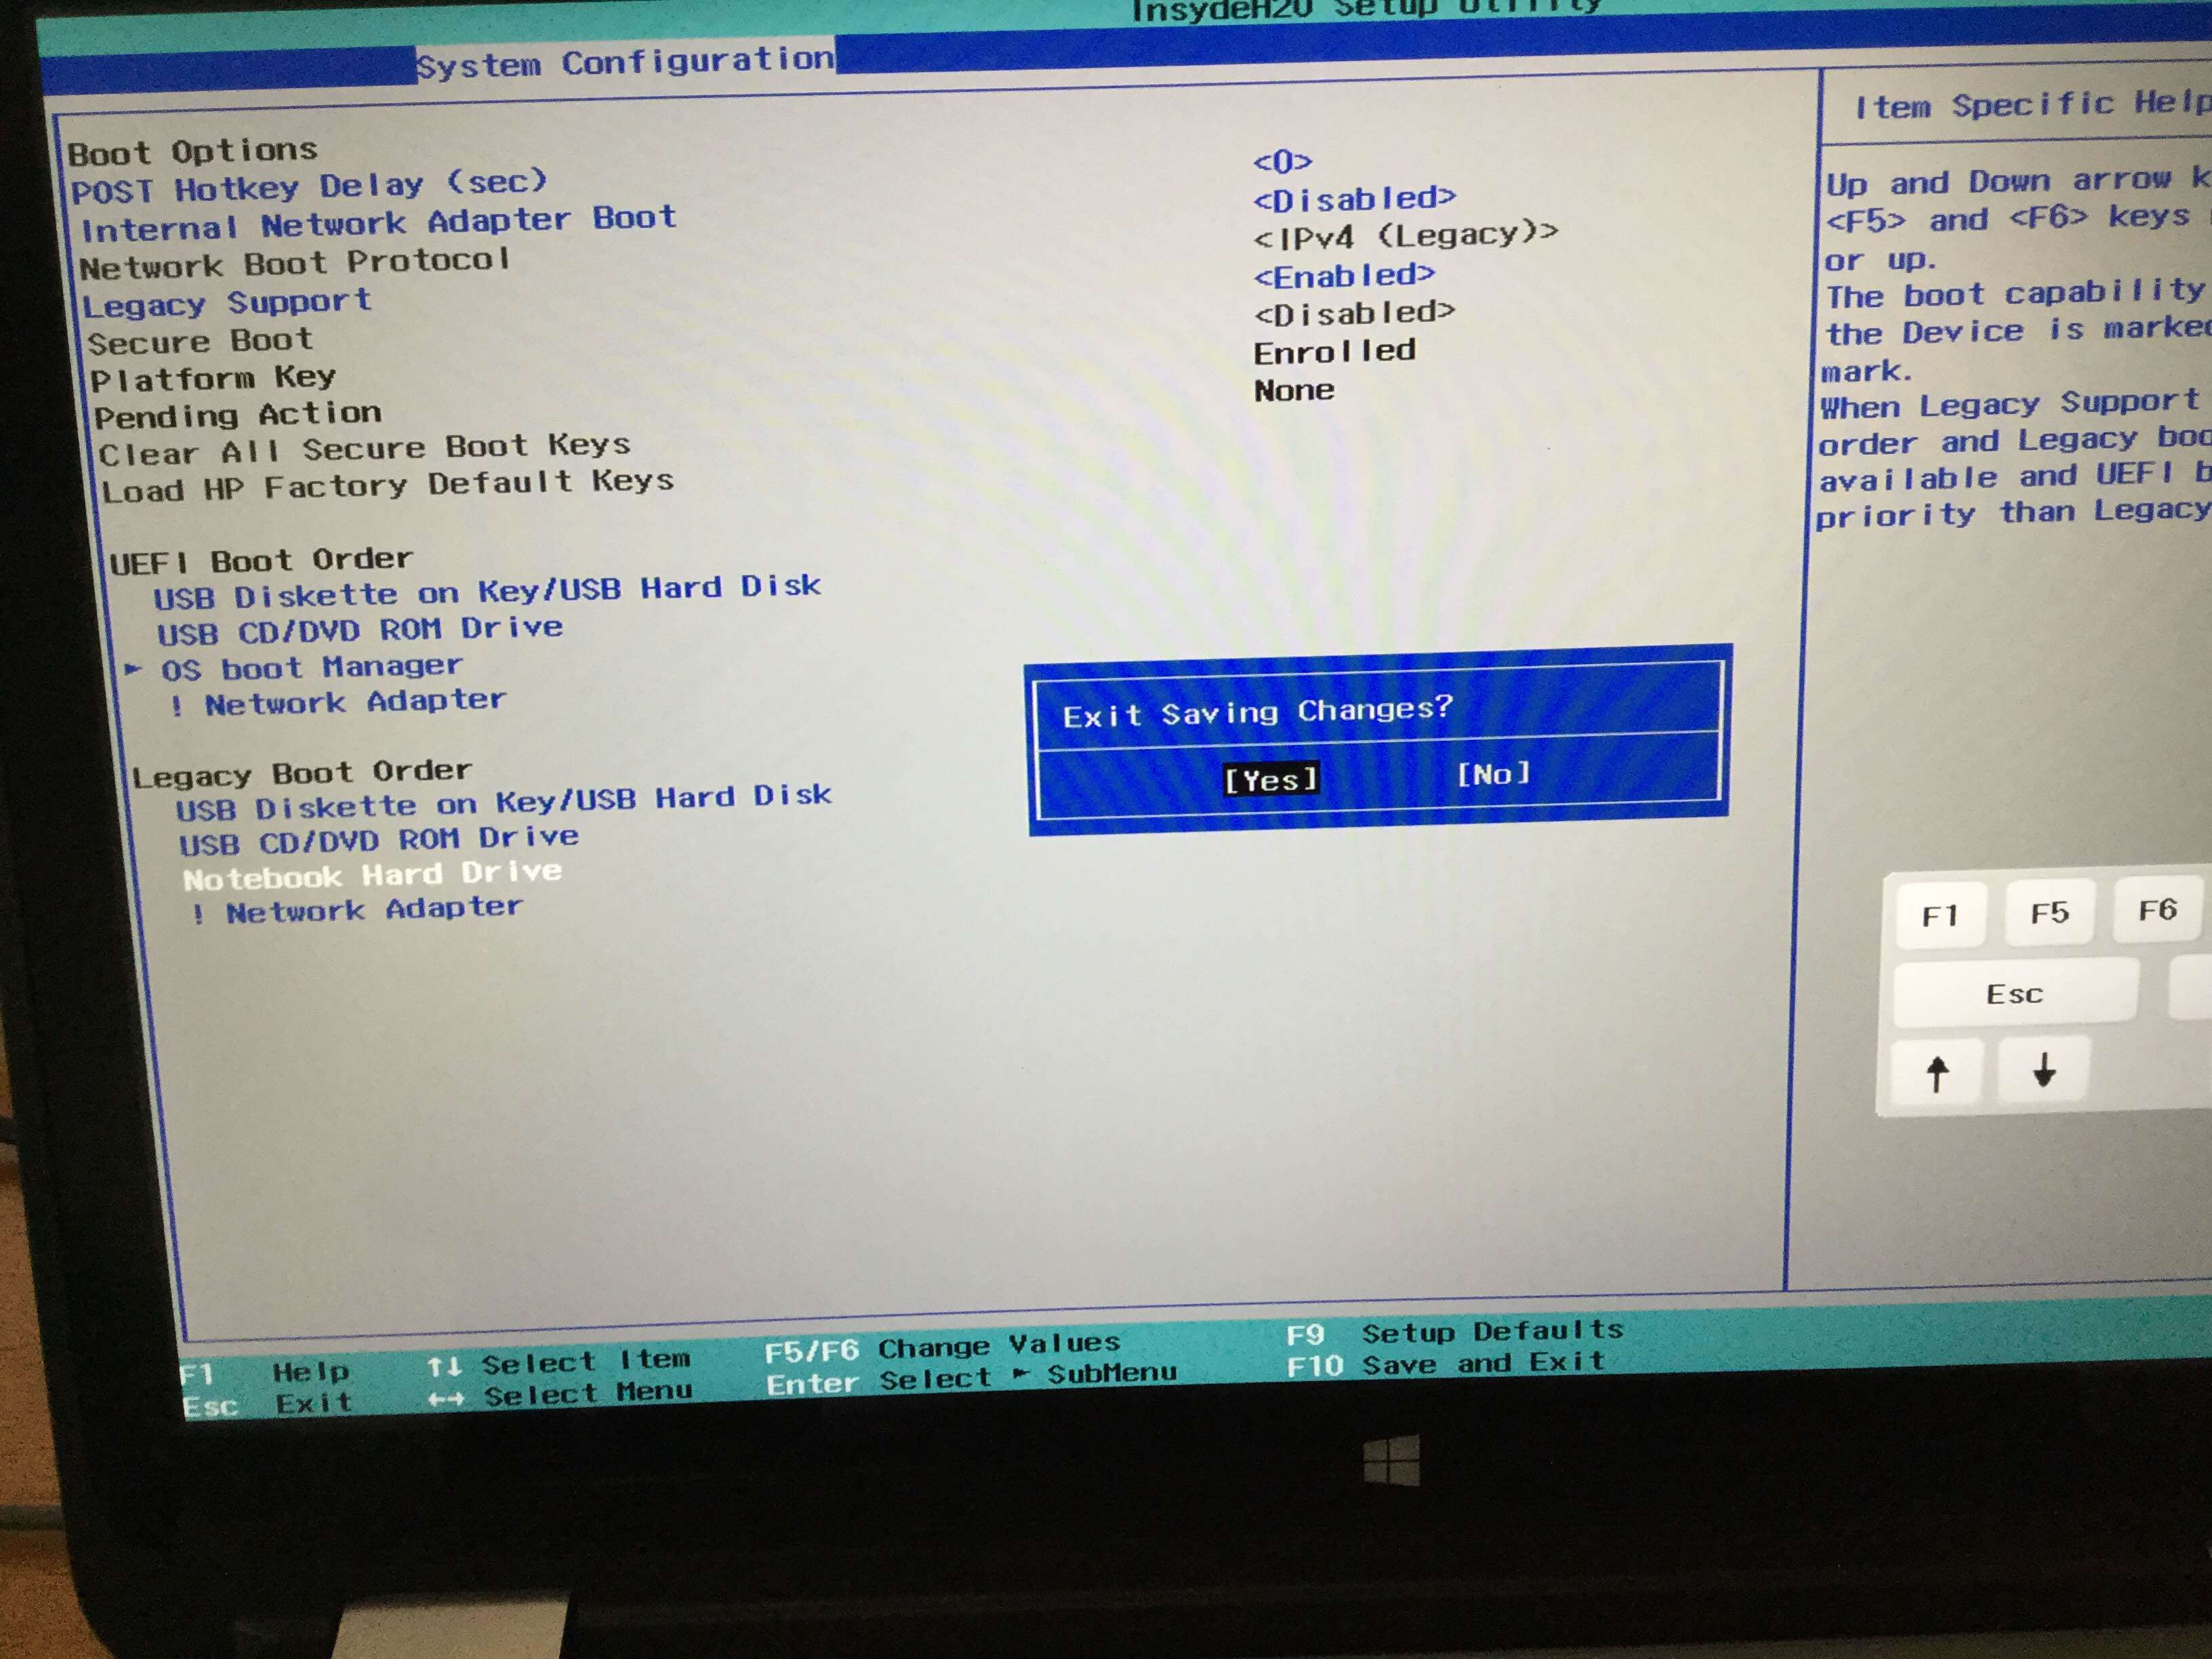 InsydeH20 Setup Utility
System Configuration
Item Specific Help
Boot Options
POST Hotkey Delay (sec) <0>
Internal Network Adapter Boot <Disabled>
Network Boot Protocol <IPv4 (Legacy)>
Legacy Support <Enabled>
Secure Boot <Disabled>
Platform Key Enrolled
Pending Action None
Clear All Secure Boot Keys
Load HP Factory Default Keys
UEFI Boot Order
USB Diskette on Key/USB Hard Disk
USB CD/DVD ROM Drive
► OS boot Manager
! Network Adapter
Legacy Boot Order
USB Diskette on Key/USB Hard Disk
USB CD/DVD ROM Drive
Notebook Hard Drive
! Network Adapter
Exit Saving Changes?
[Yes] [No]
Up and Down arrow
<F5> and <F6> keys
or up.
The boot capability
the Device is marked
mark.
When Legacy Support
order and Legacy
available and UEFI
priority than Legacy
F1 F5 F6
Esc
↑ ↓
F1 Help ↑↓ Select Item F5/F6 Change Values F9 Setup Defaults
Esc Exit ←→ Select Menu Enter Select ► SubMenu F10 Save and Exit